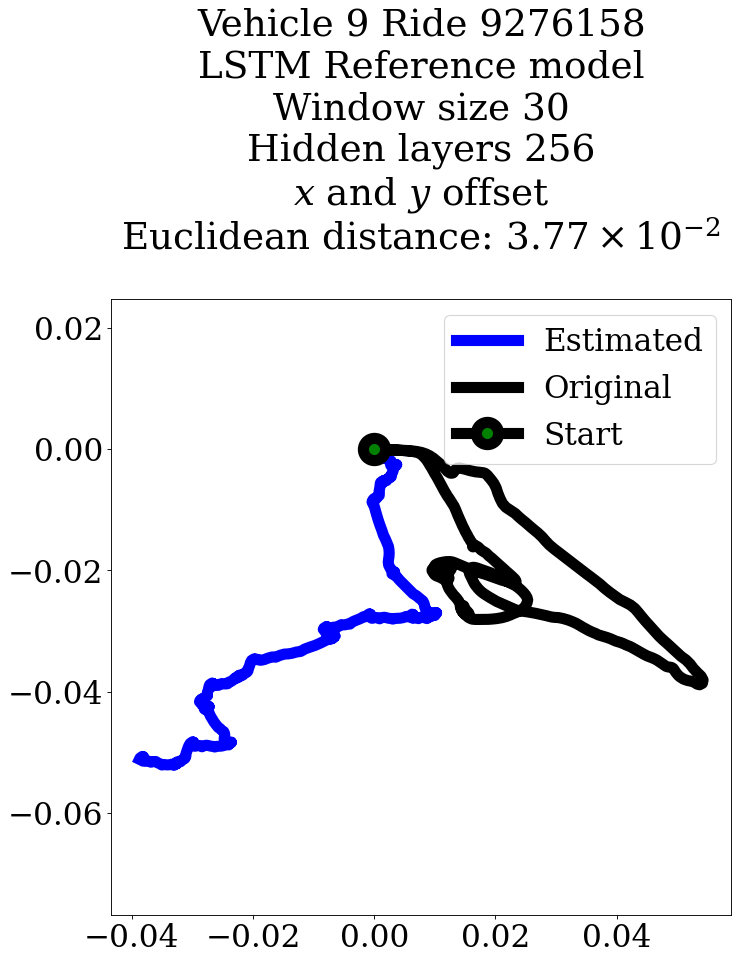 Vehicle 9 Ride 9276158
LSTM Reference model
Window size 30
Hidden layers 256
x and y offset
Euclidean distance: 3.77 × 10⁻²
Estimated
Original
Start
0.02
0.00
−0.02
−0.04
−0.06
−0.04 −0.02 0.00 0.02 0.04